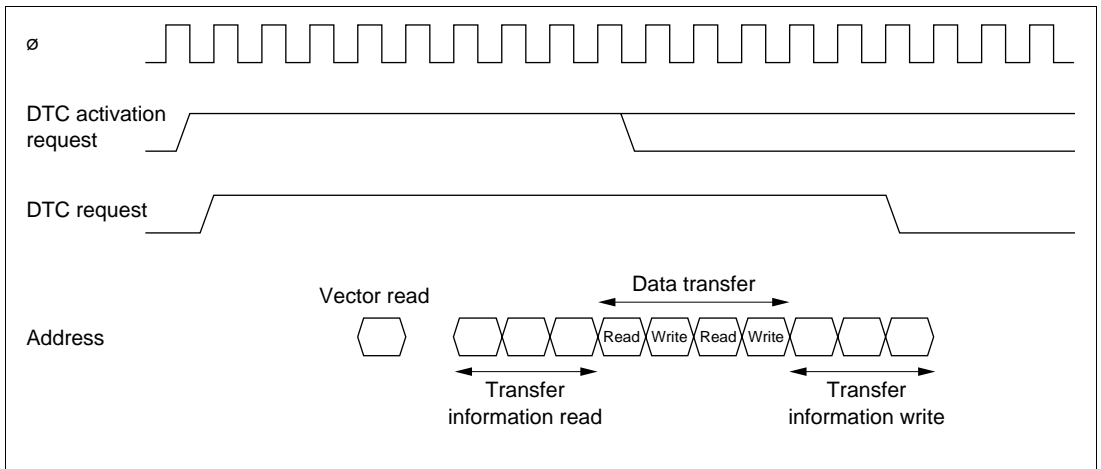 ø
DTC activation
request
DTC request
Data transfer
Vector read
Address
Read Write Read Write
Transfer
information read
Transfer
information write